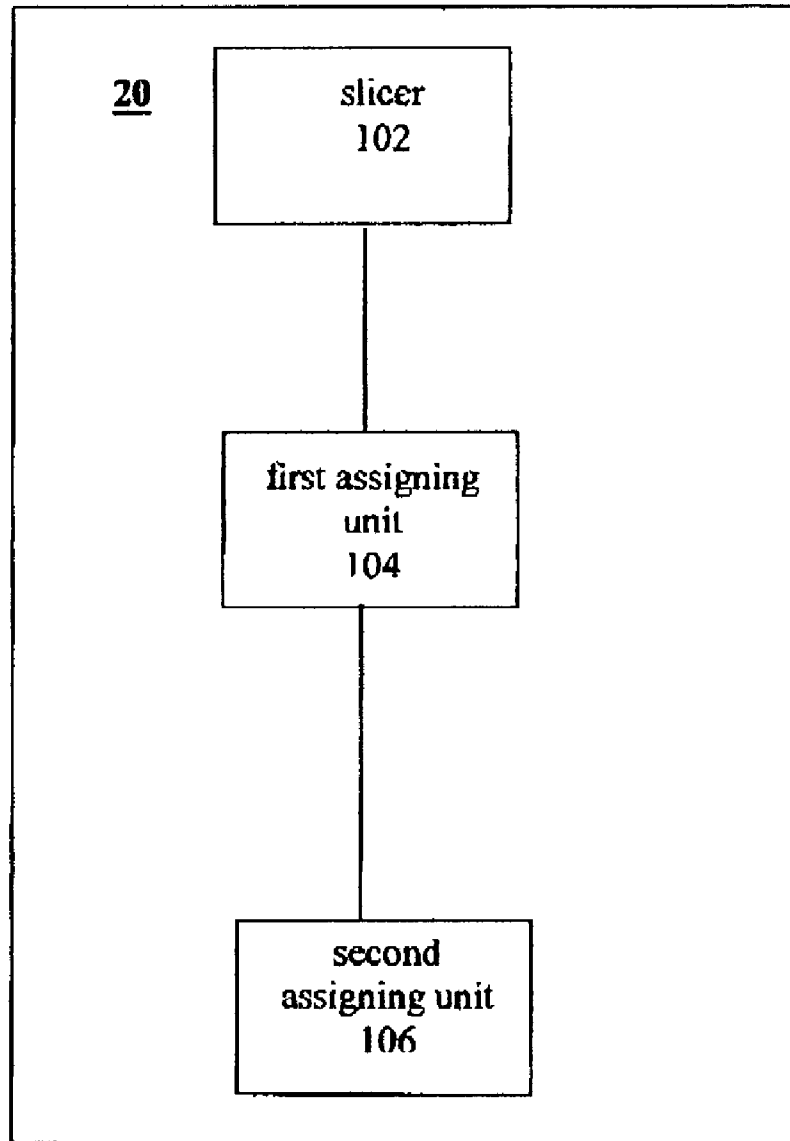 20
slicer
102
first assigning
unit
104
second
assigning unit
106